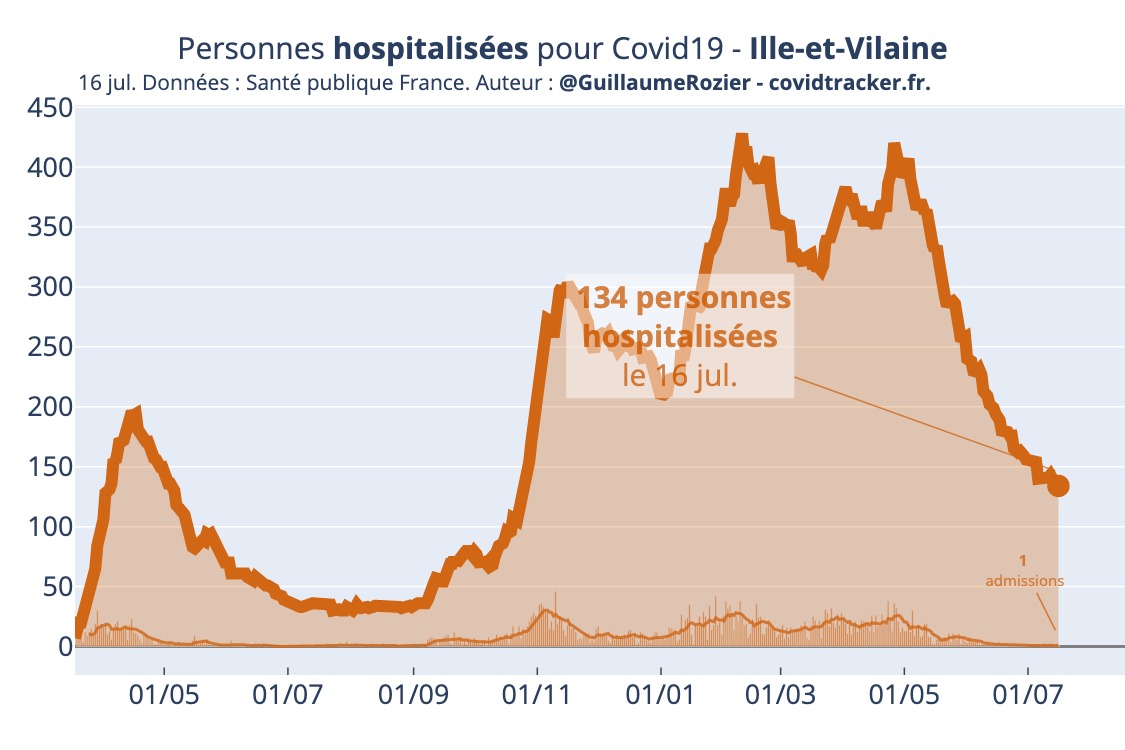 Personnes hospitalisées pour Covid19 - Ille-et-Vilaine
16 jul. Données : Santé publique France. Auteur : @GuillaumeRozier - covidtracker.fr.
450
400
350
300
250
200
150
100
50
0
134 personnes
hospitalisées
le 16 jul.
1
admissions
01/05 01/07 01/09 01/11 01/01 01/03 01/05 01/07